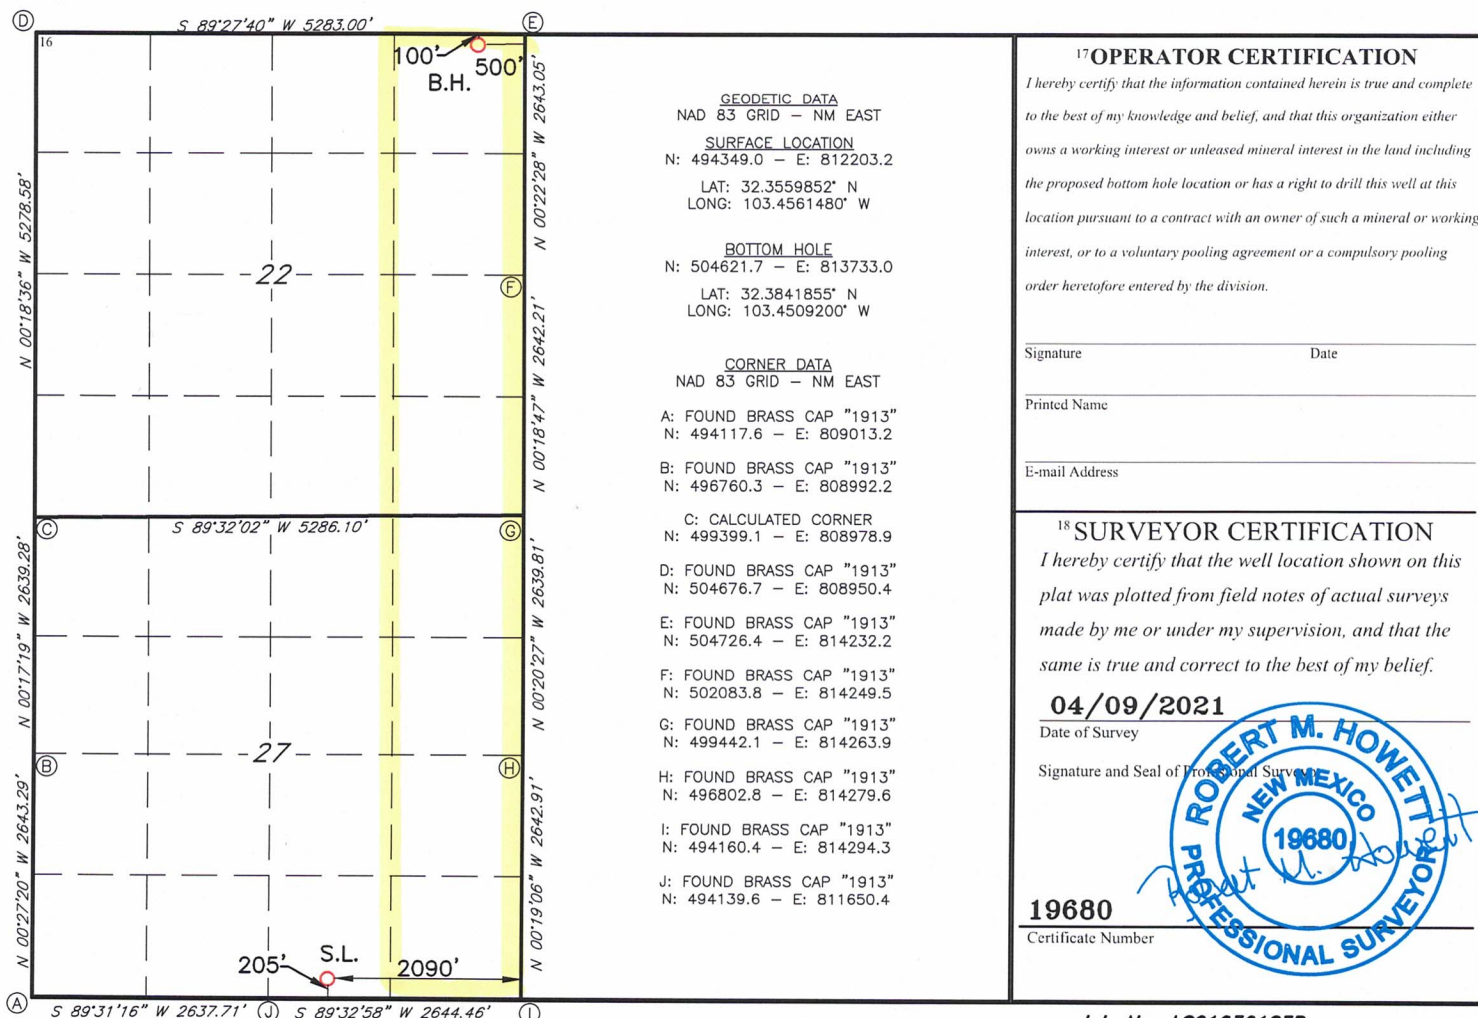 D
S 89°27'40" W 5283.00'
E
16
100'
500'
B.H.
N 00°22'28" W 2643.05'
N 00°18'36" W 5278.58'
22
F
N 00°18'47" W 2642.21'
C
S 89°32'02" W 5286.10'
G
N 00°17'19" W 2639.28'
N 00°20'27" W 2639.81'
27
B
H
N 00°27'20" W 2643.29'
N 00°19'06" W 2642.91'
S.L.
205'
2090'
A
S 89°31'16" W 2637.71'
J
S 89°32'58" W 2644.46'
I
GEODETIC DATA
NAD 83 GRID – NM EAST
SURFACE LOCATION
N: 494349.0 – E: 812203.2
LAT: 32.3559852° N
LONG: 103.4561480° W
BOTTOM HOLE
N: 504621.7 – E: 813733.0
LAT: 32.3841855° N
LONG: 103.4509200° W
CORNER DATA
NAD 83 GRID – NM EAST
A: FOUND BRASS CAP "1913"
N: 494117.6 – E: 809013.2
B: FOUND BRASS CAP "1913"
N: 496760.3 – E: 808992.2
C: CALCULATED CORNER
N: 499399.1 – E: 808978.9
D: FOUND BRASS CAP "1913"
N: 504676.7 – E: 808950.4
E: FOUND BRASS CAP "1913"
N: 504726.4 – E: 814232.2
F: FOUND BRASS CAP "1913"
N: 502083.8 – E: 814249.5
G: FOUND BRASS CAP "1913"
N: 499442.1 – E: 814263.9
H: FOUND BRASS CAP "1913"
N: 496802.8 – E: 814279.6
I: FOUND BRASS CAP "1913"
N: 494160.4 – E: 814294.3
J: FOUND BRASS CAP "1913"
N: 494139.6 – E: 811650.4
17 OPERATOR CERTIFICATION
I hereby certify that the information contained herein is true and complete
to the best of my knowledge and belief, and that this organization either
owns a working interest or unleased mineral interest in the land including
the proposed bottom hole location or has a right to drill this well at this
location pursuant to a contract with an owner of such a mineral or working
interest, or to a voluntary pooling agreement or a compulsory pooling
order heretofore entered by the division.
Signature Date
Printed Name
E-mail Address
18 SURVEYOR CERTIFICATION
I hereby certify that the well location shown on this
plat was plotted from field notes of actual surveys
made by me or under my supervision, and that the
same is true and correct to the best of my belief.
04/09/2021
Date of Survey
Signature and Seal of Professional Surveyor
ROBERT M. HOWETT
NEW MEXICO
19680
PROFESSIONAL SURVEYOR
Robert M. Howett
19680
Certificate Number